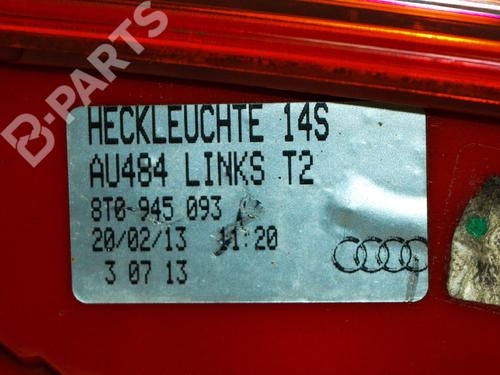 B-PARTS
HECKLEUCHTE 14S
AU484 LINKS T2
8T0-945 093
20/02/13 11:20
3 07 13